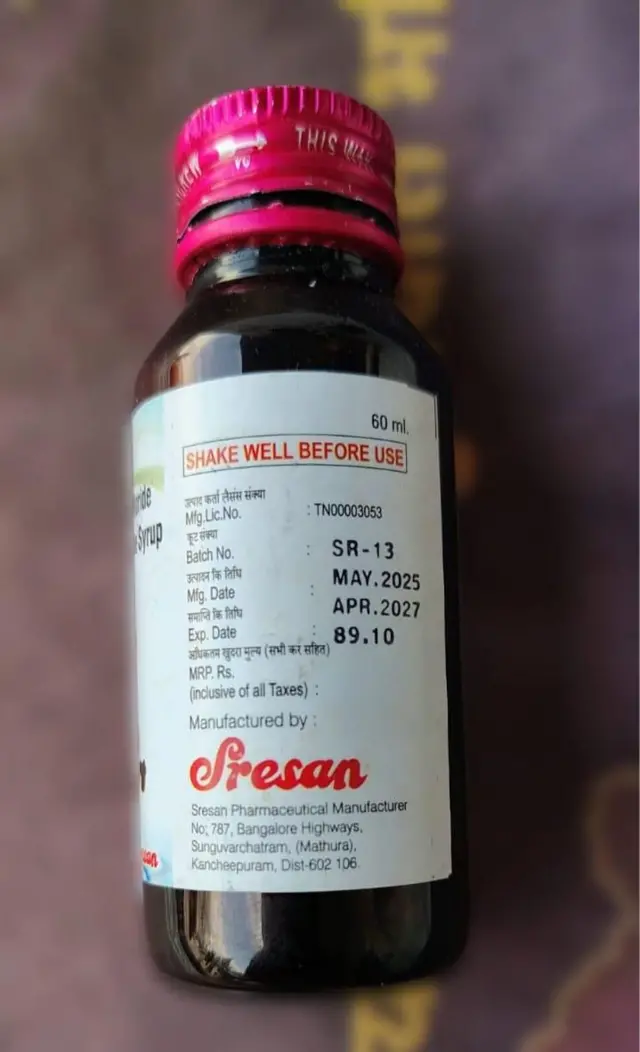 THIS WAY
60 ml.
SHAKE WELL BEFORE USE
उत्पाद कर्ता लैसंस संक्या
Mfg.Lic.No. : TN00003053
कूट संक्या
Batch No. : SR-13
उत्पादन कि तिथि
Mfg. Date : MAY.2025
समाप्ति कि तिथि
Exp. Date : APR.2027
89.10
अधिकतम खुदरा मुल्य (सभी कर सहित)
MRP. Rs.
(inclusive of all Taxes) :
Manufactured by :
Sresan
Sresan Pharmaceutical Manufacturer
No; 787, Bangalore Highways,
Sunguvarchatram, (Mathura),
Kancheepuram, Dist-602 106.
ride
Syrup